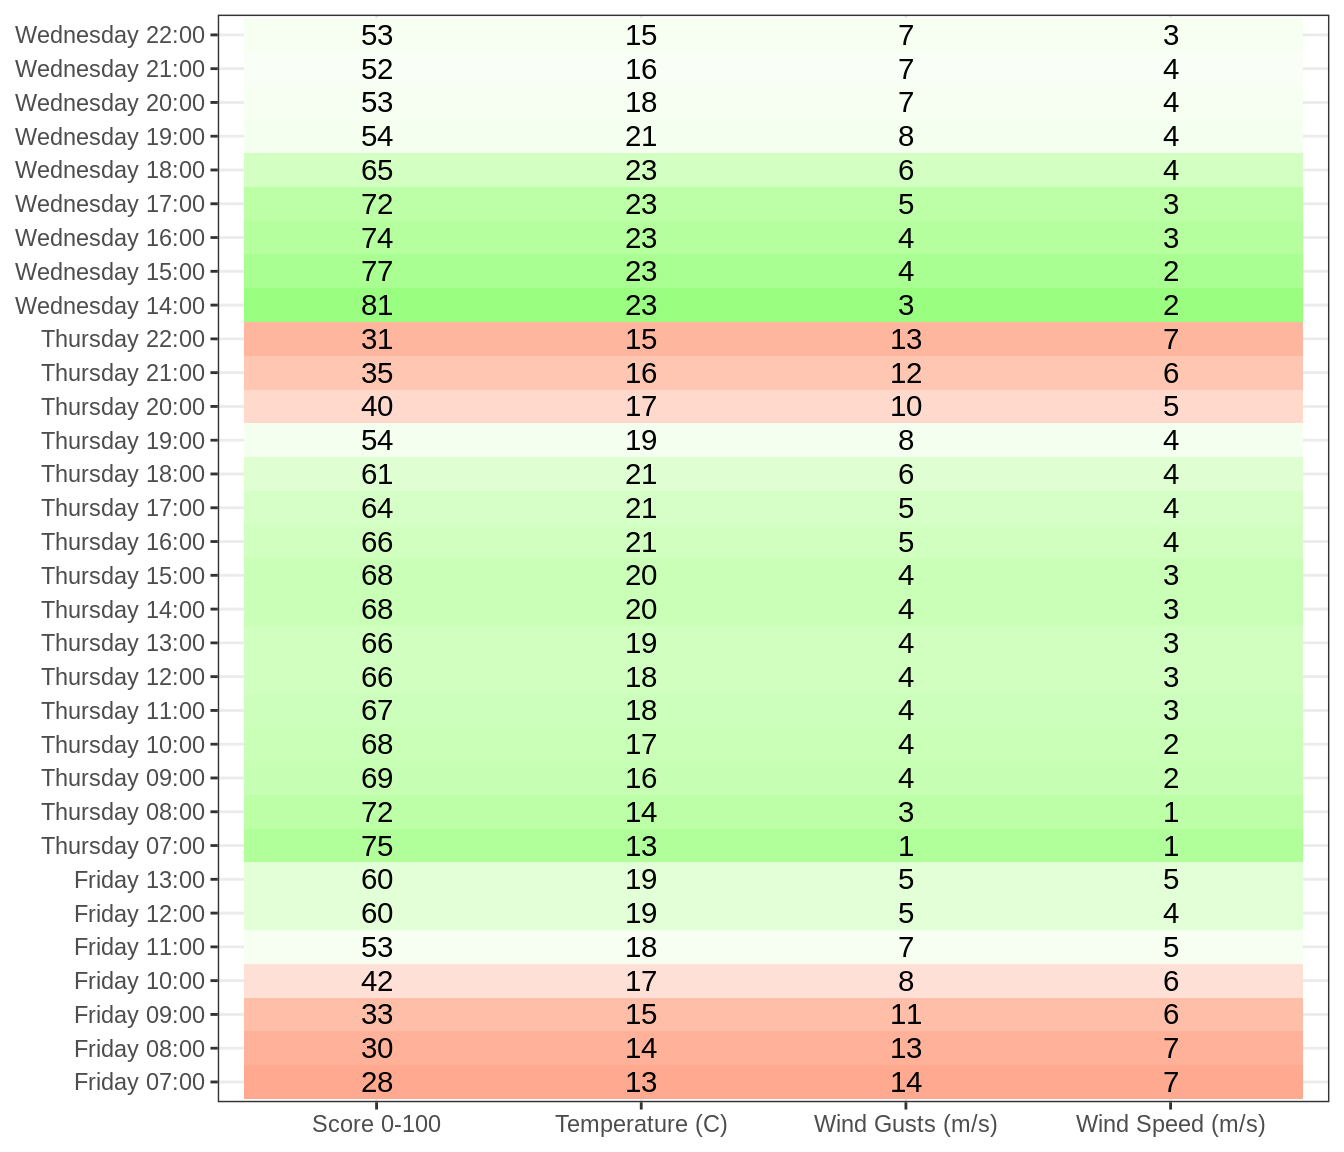 Wednesday 22:00 53 15 7 3
Wednesday 21:00 52 16 7 4
Wednesday 20:00 53 18 7 4
Wednesday 19:00 54 21 8 4
Wednesday 18:00 65 23 6 4
Wednesday 17:00 72 23 5 3
Wednesday 16:00 74 23 4 3
Wednesday 15:00 77 23 4 2
Wednesday 14:00 81 23 3 2
Thursday 22:00 31 15 13 7
Thursday 21:00 35 16 12 6
Thursday 20:00 40 17 10 5
Thursday 19:00 54 19 8 4
Thursday 18:00 61 21 6 4
Thursday 17:00 64 21 5 4
Thursday 16:00 66 21 5 4
Thursday 15:00 68 20 4 3
Thursday 14:00 68 20 4 3
Thursday 13:00 66 19 4 3
Thursday 12:00 66 18 4 3
Thursday 11:00 67 18 4 3
Thursday 10:00 68 17 4 2
Thursday 09:00 69 16 4 2
Thursday 08:00 72 14 3 1
Thursday 07:00 75 13 1 1
Friday 13:00 60 19 5 5
Friday 12:00 60 19 5 4
Friday 11:00 53 18 7 5
Friday 10:00 42 17 8 6
Friday 09:00 33 15 11 6
Friday 08:00 30 14 13 7
Friday 07:00 28 13 14 7
Score 0-100 Temperature (C) Wind Gusts (m/s) Wind Speed (m/s)